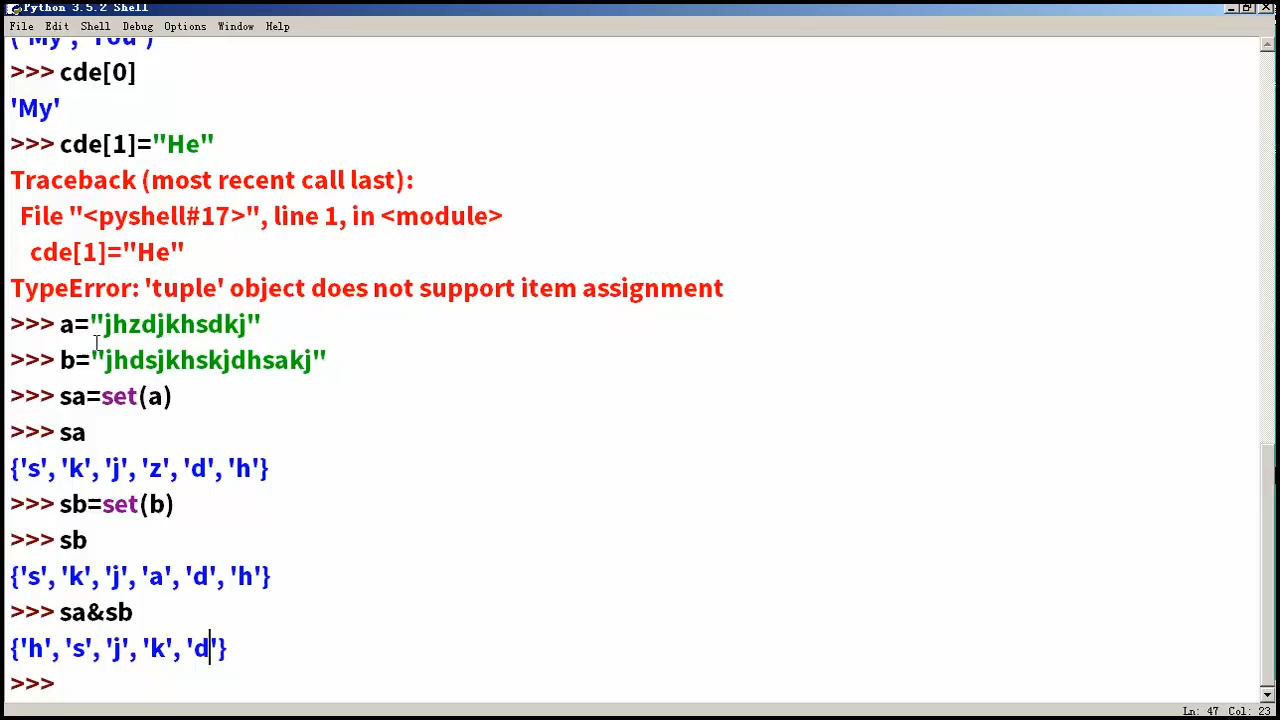 Python 3.5.2 Shell
File Edit Shell Debug Options Window Help
('My', 'You')
>>> cde[0]
'My'
>>> cde[1]="He"
Traceback (most recent call last):
  File "<pyshell#17>", line 1, in <module>
    cde[1]="He"
TypeError: 'tuple' object does not support item assignment
>>> a="jhzdjkhsdkj"
>>> b="jhdsjkhskjdhsakj"
>>> sa=set(a)
>>> sa
{'s', 'k', 'j', 'z', 'd', 'h'}
>>> sb=set(b)
>>> sb
{'s', 'k', 'j', 'a', 'd', 'h'}
>>> sa&sb
{'h', 's', 'j', 'k', 'd'}
>>>
Ln: 47 Col: 23